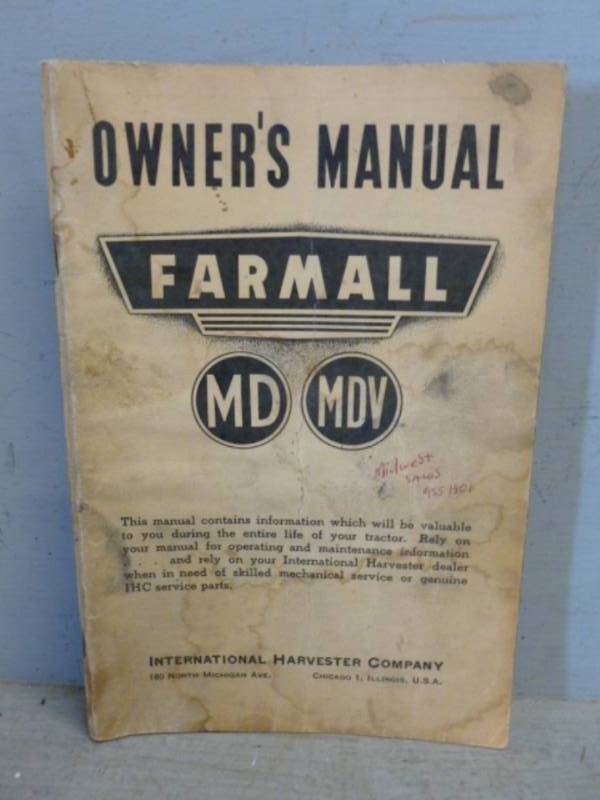 OWNER'S MANUAL
FARMALL
MD MDV
Midwest
Sales
955 1801
This manual contains information which will be valuable
to you during the entire life of your tractor. Rely on
your manual for operating and maintenance information
. . . and rely on your International Harvester dealer
when in need of skilled mechanical service or genuine
IHC service parts.
INTERNATIONAL HARVESTER COMPANY
180 NORTH MICHIGAN AVE. CHICAGO 1, ILLINOIS, U.S.A.